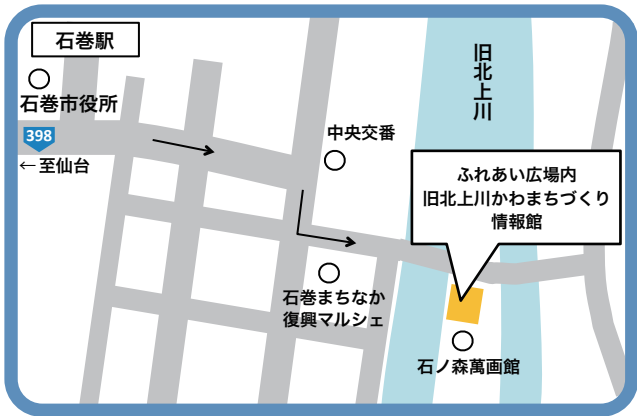 石巻駅
石巻市役所
398
←至仙台
中央交番
旧北上川
ふれあい広場内
旧北上川かわまちづくり
情報館
石巻まちなか
復興マルシェ
石ノ森萬画館